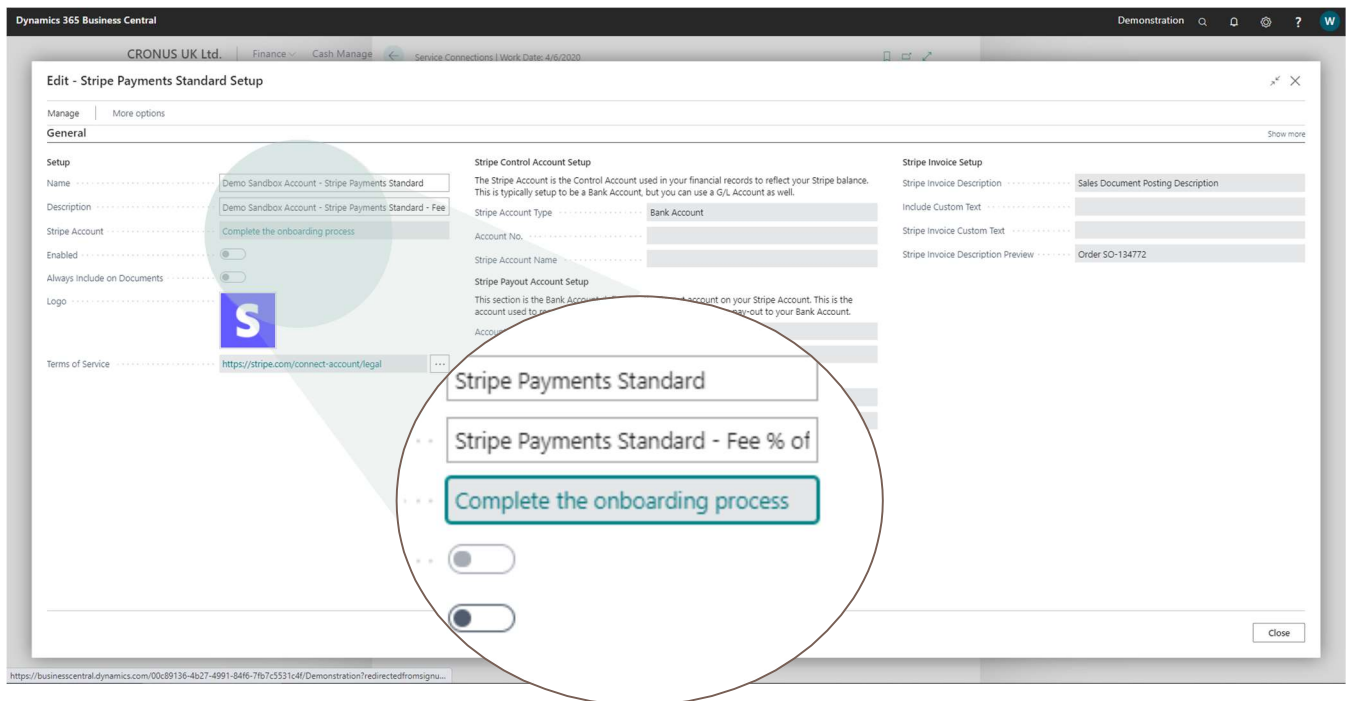 Dynamics 365 Business Central
Demonstration
?
W
CRONUS UK Ltd.
Finance
Cash Manage
Service Connections | Work Date: 4/6/2020
Edit - Stripe Payments Standard Setup
Manage
More options
General
Show more
Setup
Name
Demo Sandbox Account - Stripe Payments Standard
Description
Demo Sandbox Account - Stripe Payments Standard - Fee
Stripe Account
Complete the onboarding process
Enabled
Always Include on Documents
Logo
S
Terms of Service
https://stripe.com/connect-account/legal
...
Stripe Control Account Setup
The Stripe Account is the Control Account used in your financial records to reflect your Stripe balance.
This is typically setup to be a Bank Account, but you can use a G/L Account as well.
Stripe Account Type
Bank Account
Account No.
Stripe Account Name
Stripe Payout Account Setup
This section is the Bank Account account on your Stripe Account. This is the
account used to pay-out to your Bank Account.
Stripe Invoice Setup
Stripe Invoice Description
Sales Document Posting Description
Include Custom Text
Stripe Invoice Custom Text
Stripe Invoice Description Preview
Order SO-134772
Stripe Payments Standard
Stripe Payments Standard - Fee % of
Complete the onboarding process
Close
https://businesscentral.dynamics.com/00c89136-4b27-4991-84f6-7fb7c5531c4f/Demonstration?redirectedfromsignu...